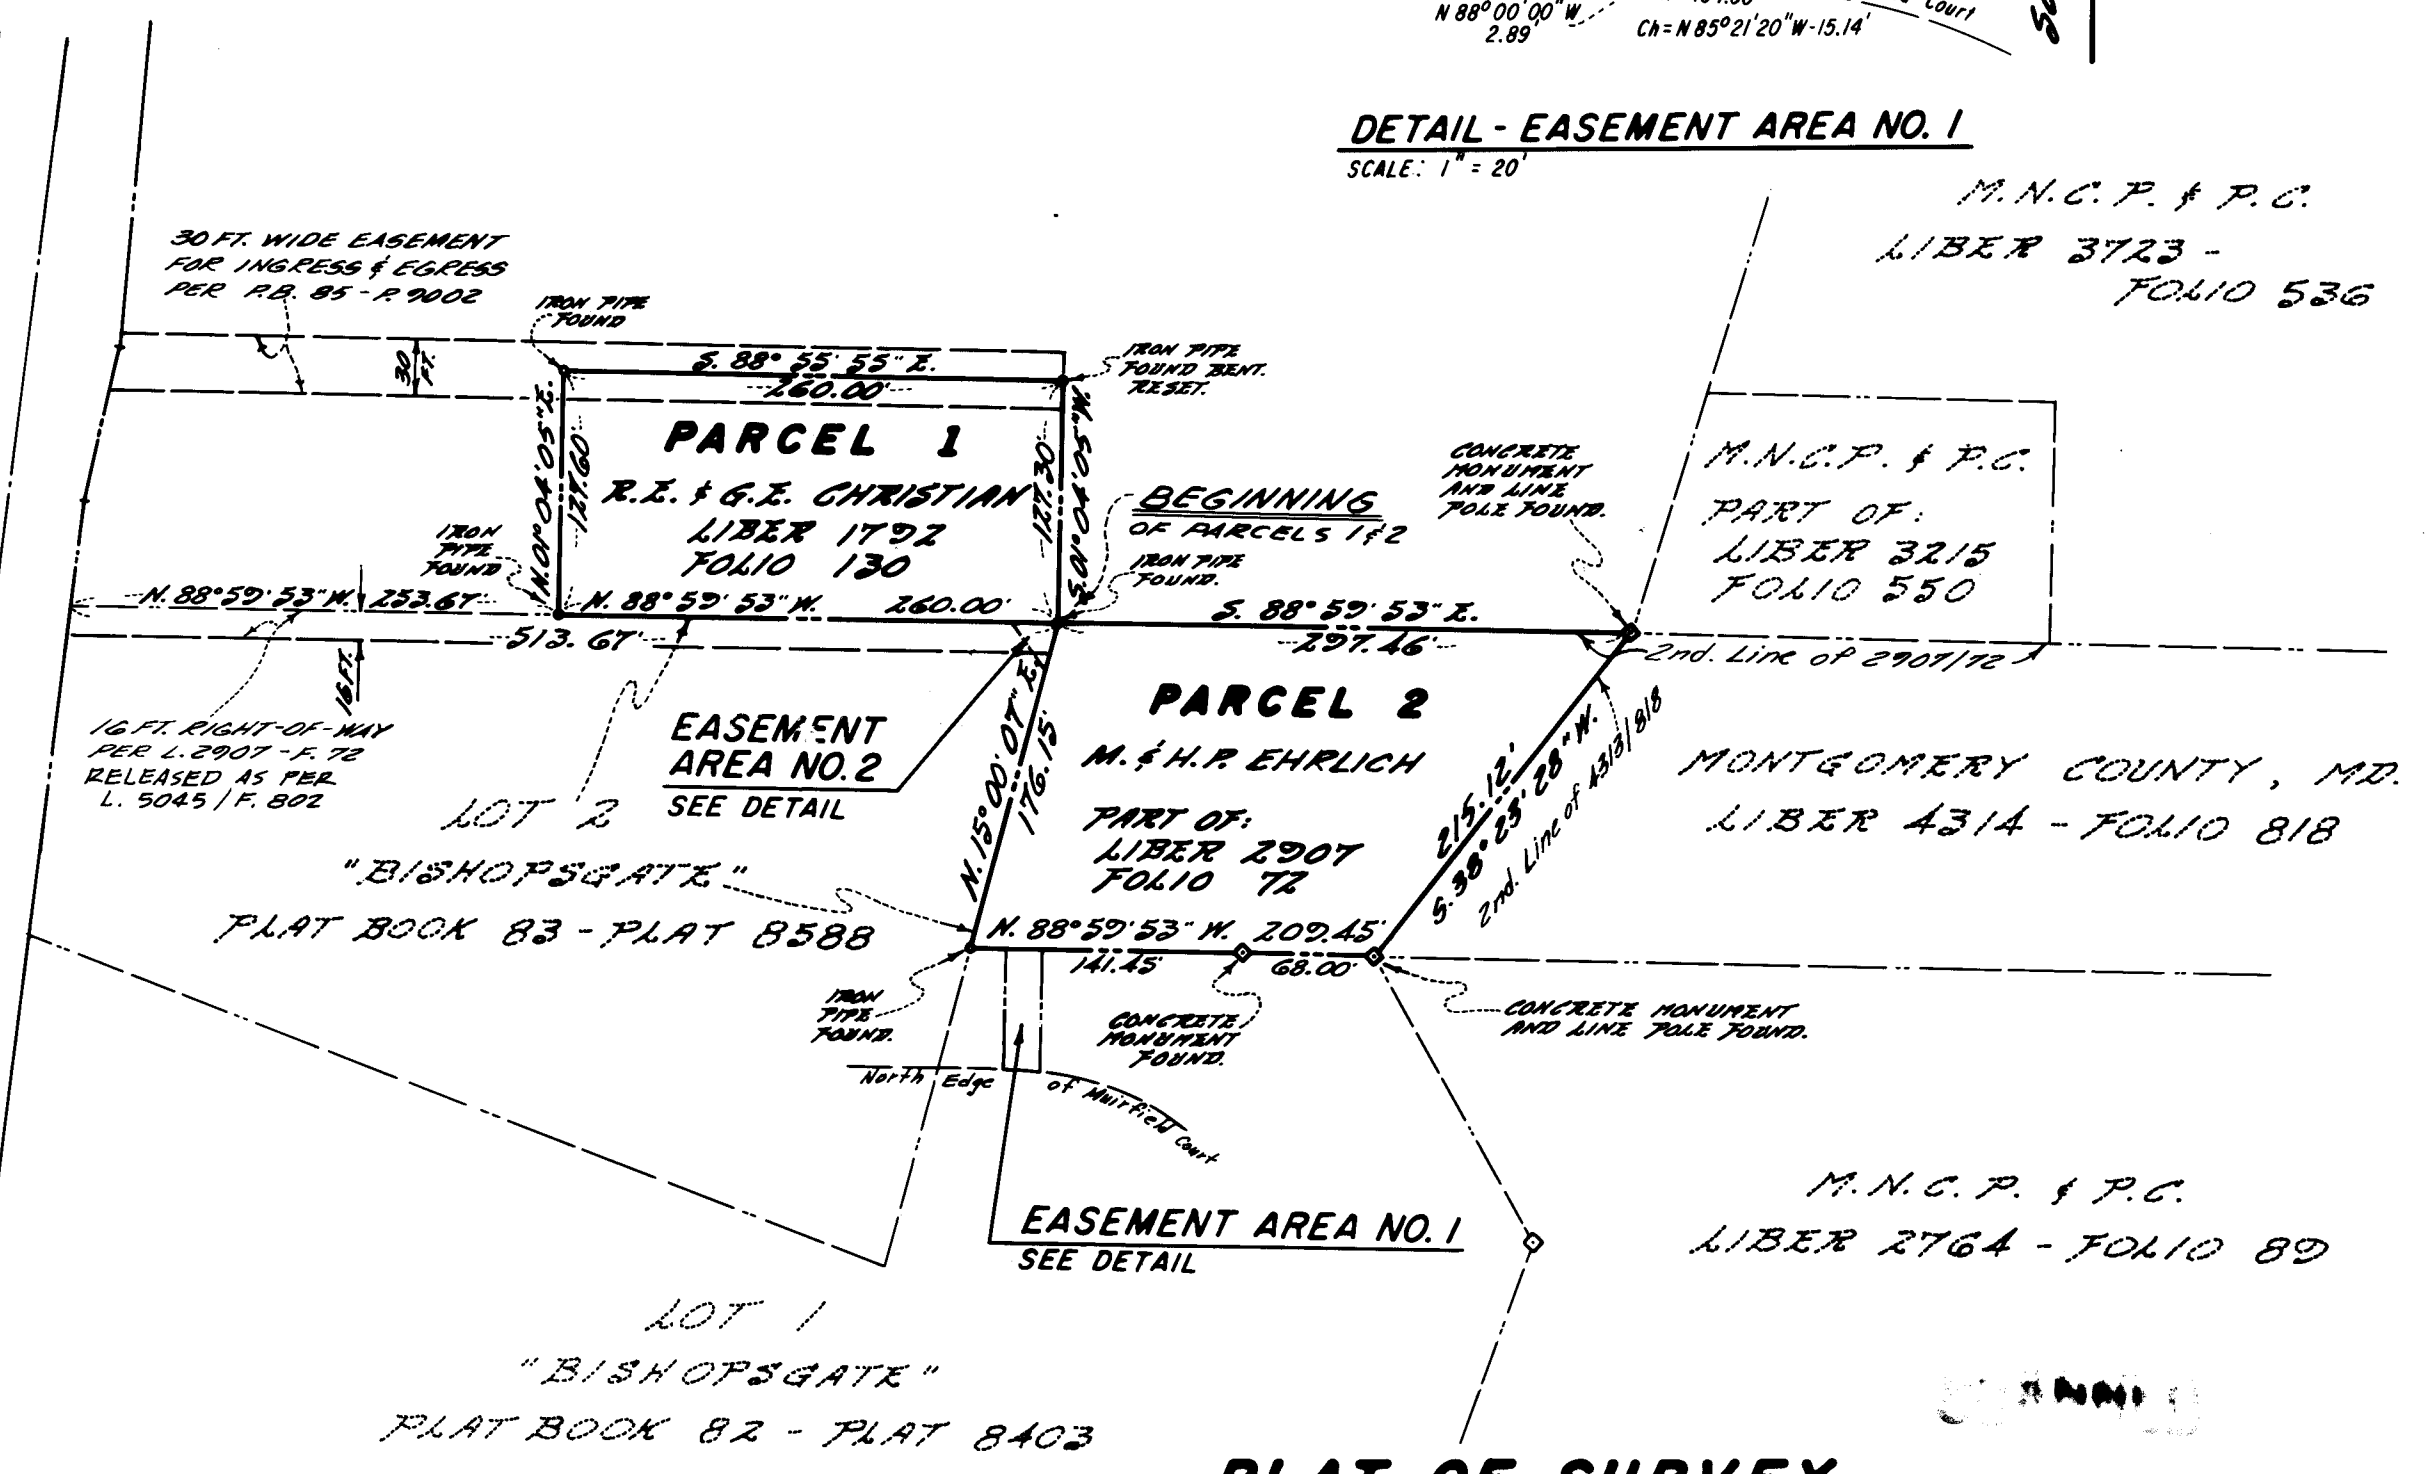 N 88° 00' 00" W
2.89'
Ch = N 85° 21' 20" W - 15.14'
Court
DETAIL - EASEMENT AREA NO. 1
SCALE: 1" = 20'
M.N.C.P. & P.C.
LIBER 3723 -
FOLIO 536
30 FT. WIDE EASEMENT
FOR INGRESS & EGRESS
PER P.B. 85 - P. 9002
IRON PIPE
FOUND
30
FT.
S. 88° 55' 55" E.
260.00'
IRON PIPE
FOUND BENT.
RESET.
N. 01° 04' 05" E.
127.60'
PARCEL 1
R.E. & G.E. CHRISTIAN
LIBER 1792
FOLIO 130
127.30'
S. 01° 04' 05" W.
BEGINNING
OF PARCELS 1 & 2
IRON PIPE
FOUND.
CONCRETE
MONUMENT
AND LINE
POLE FOUND.
M.N.C.P. & P.C.
PART OF:
LIBER 3215
FOLIO 550
IRON
PIPE
FOUND
N. 88° 59' 53" W. 253.67'
N. 88° 59' 53" W. 260.00'
513.67'
S. 88° 59' 53" E.
297.46'
2nd. Line of 2907/72
16 FT.
16 FT. RIGHT-OF-WAY
PER L. 2907 - F. 72
RELEASED AS PER
L. 5045 / F. 802
EASEMENT
AREA NO. 2
SEE DETAIL
N. 15° 00' 07" E.
176.15'
PARCEL 2
M. & H.P. EHRLICH
PART OF:
LIBER 2907
FOLIO 72
215.12'
S. 38° 23' 28" W.
2nd. Line of 4313/818
MONTGOMERY COUNTY, MD.
LIBER 4314 - FOLIO 818
LOT 2
"BISHOPSGATE"
PLAT BOOK 83 - PLAT 8588
N. 88° 59' 53" W. 209.45'
141.45'
68.00'
IRON
PIPE
FOUND.
CONCRETE
MONUMENT
FOUND.
CONCRETE MONUMENT
AND LINE POLE FOUND.
North Edge of Muirfield Court
EASEMENT AREA NO. 1
SEE DETAIL
M.N.C.P. & P.C.
LIBER 2764 - FOLIO 89
LOT 1
"BISHOPSGATE"
PLAT BOOK 82 - PLAT 8403
PLAT OF SURVEY